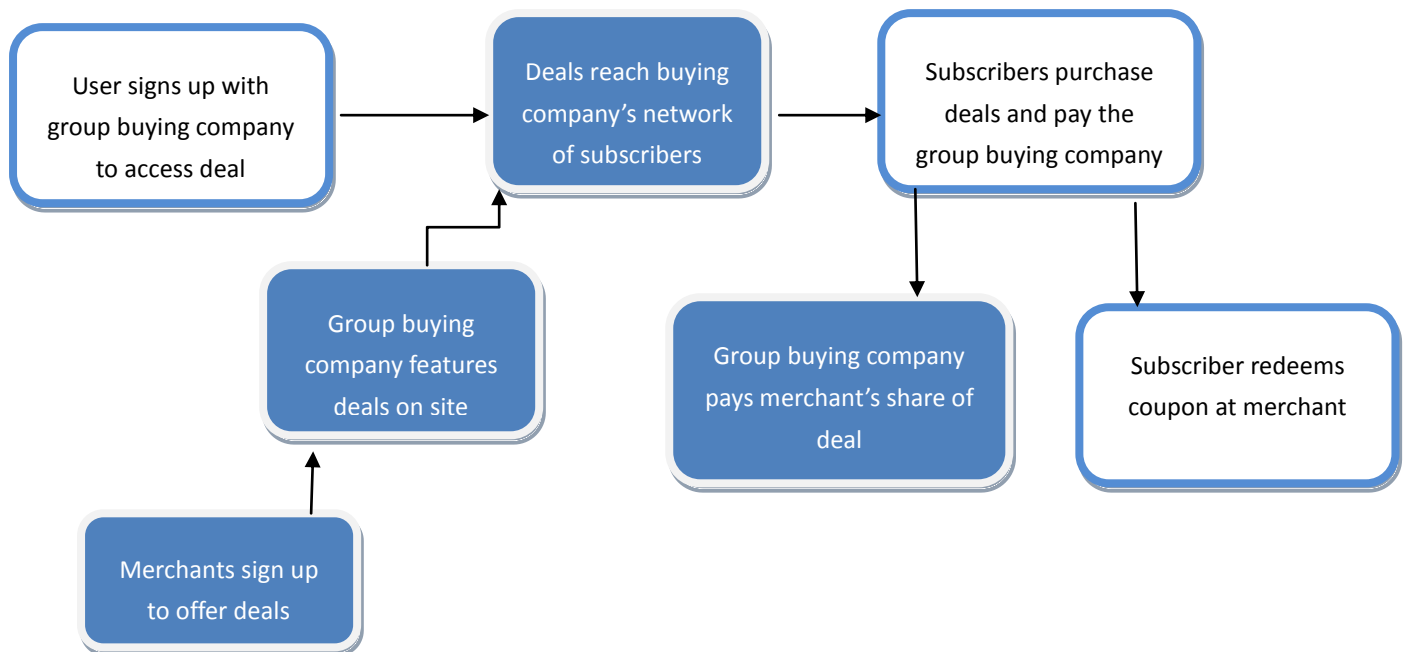 User signs up with
group buying company
to access deal
Deals reach buying
company’s network
of subscribers
Subscribers purchase
deals and pay the
group buying company
Group buying
company features
deals on site
Group buying company
pays merchant’s share of
deal
Subscriber redeems
coupon at merchant
Merchants sign up
to offer deals